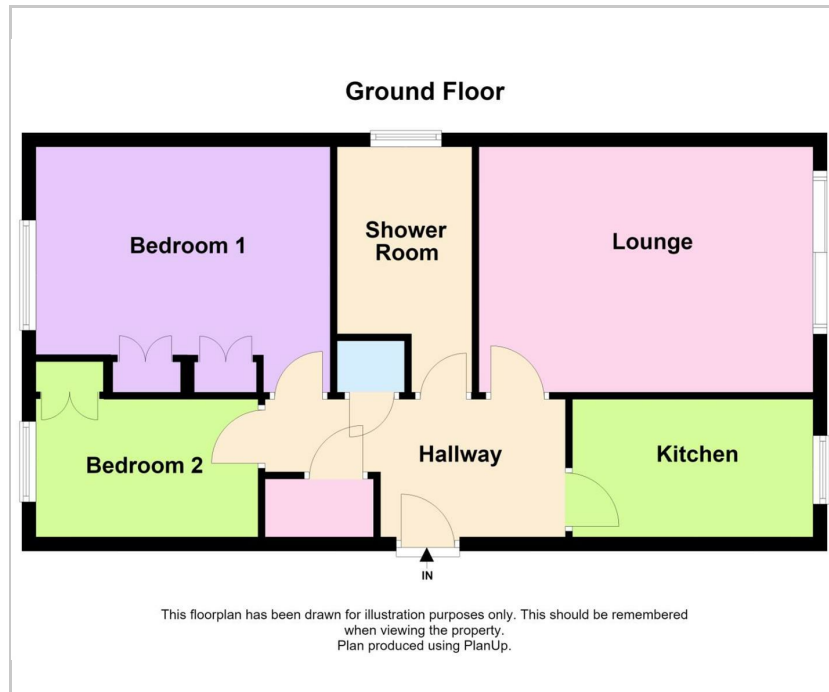 Ground Floor
Bedroom 1
Shower
Room
Lounge
Bedroom 2
Hallway
Kitchen
IN
This floorplan has been drawn for illustration purposes only. This should be remembered
when viewing the property.
Plan produced using PlanUp.